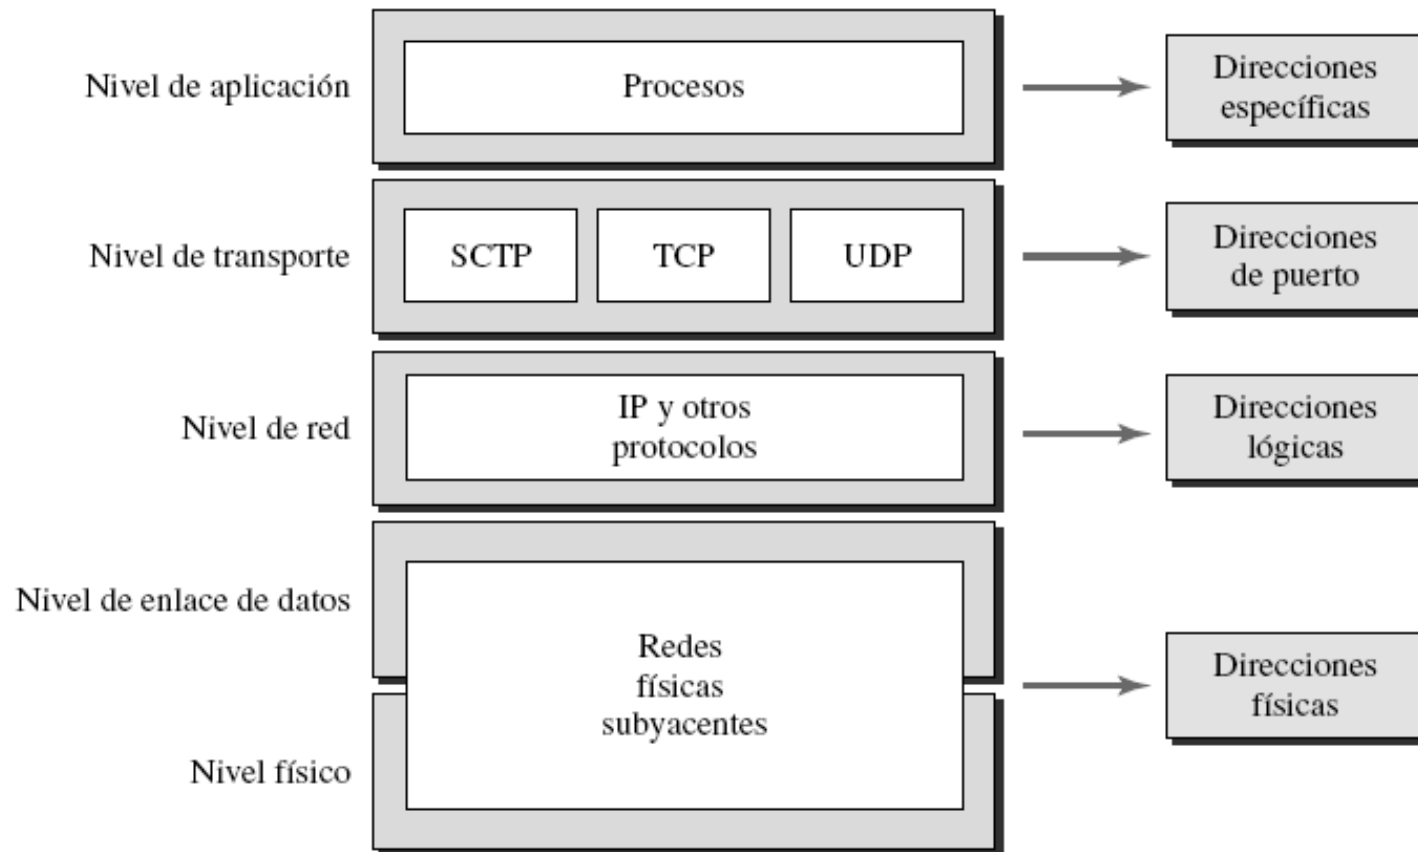 Nivel de aplicación
Procesos
Direcciones
específicas
Nivel de transporte
SCTP
TCP
UDP
Direcciones
de puerto
Nivel de red
IP y otros
protocolos
Direcciones
lógicas
Nivel de enlace de datos
Redes
físicas
subyacentes
Direcciones
físicas
Nivel físico